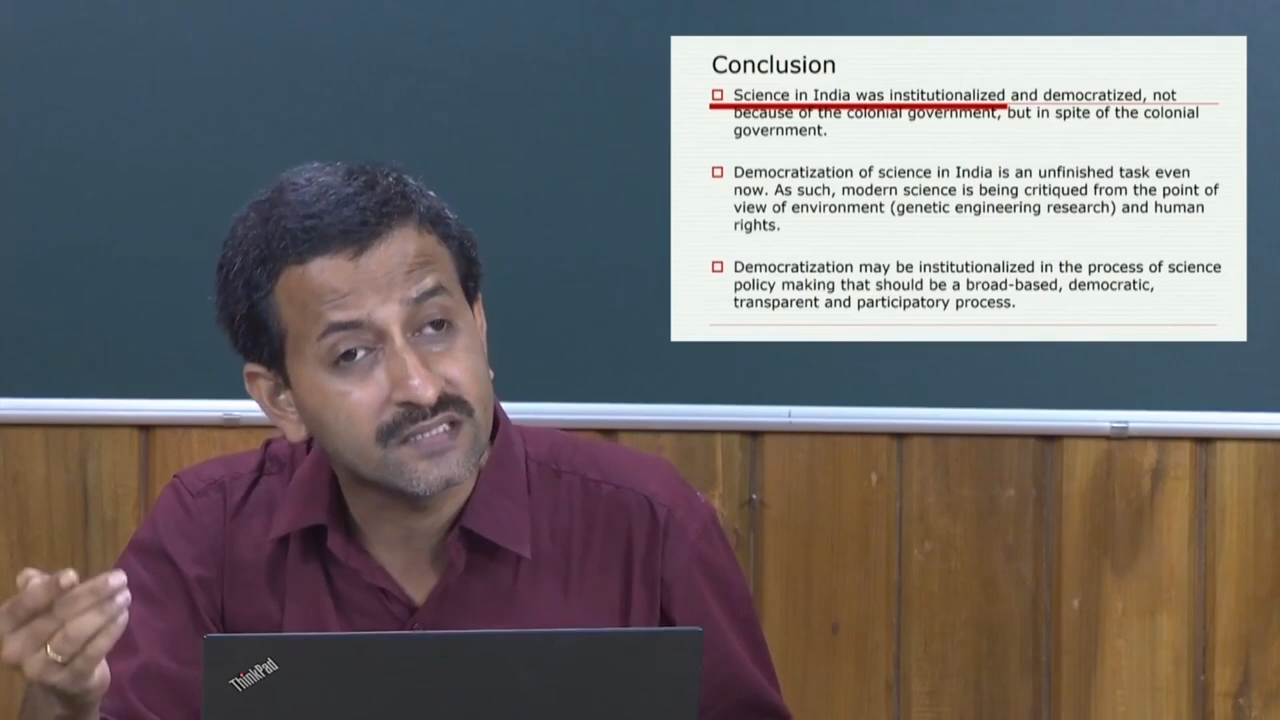 Conclusion
Science in India was institutionalized and democratized, not
because of the colonial government, but in spite of the colonial
government.
Democratization of science in India is an unfinished task even
now. As such, modern science is being critiqued from the point of
view of environment (genetic engineering research) and human
rights.
Democratization may be institutionalized in the process of science
policy making that should be a broad-based, democratic,
transparent and participatory process.
ThinkPad